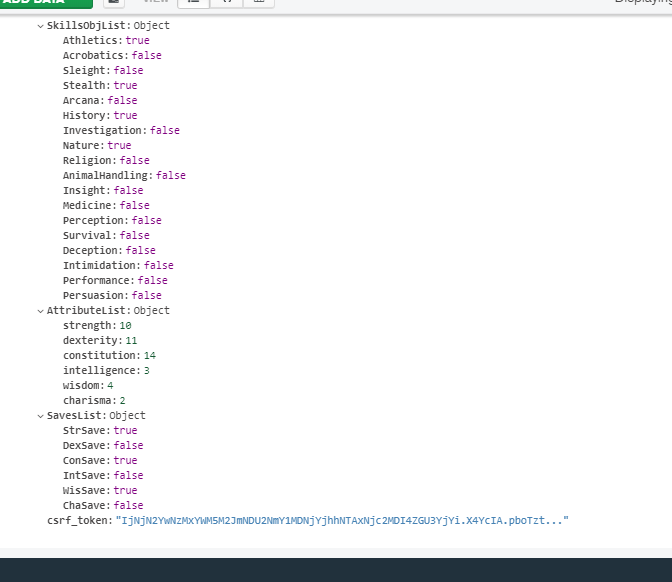 ADD DATA VIEW Displaying
SkillsObjList: Object
Athletics: true
Acrobatics: false
Sleight: false
Stealth: true
Arcana: false
History: true
Investigation: false
Nature: true
Religion: false
AnimalHandling: false
Insight: false
Medicine: false
Perception: false
Survival: false
Deception: false
Intimidation: false
Performance: false
Persuasion: false
AttributeList: Object
strength: 10
dexterity: 11
constitution: 14
intelligence: 3
wisdom: 4
charisma: 2
SavesList: Object
StrSave: true
DexSave: false
ConSave: true
IntSave: false
WisSave: true
ChaSave: false
csrf_token: "IjNjN2YwNzMxYWM5M2JmNDU2NmY1MDNjYjhhNTAxNjc2MDI4ZGU3YjYi.X4YcIA.pboTzt..."